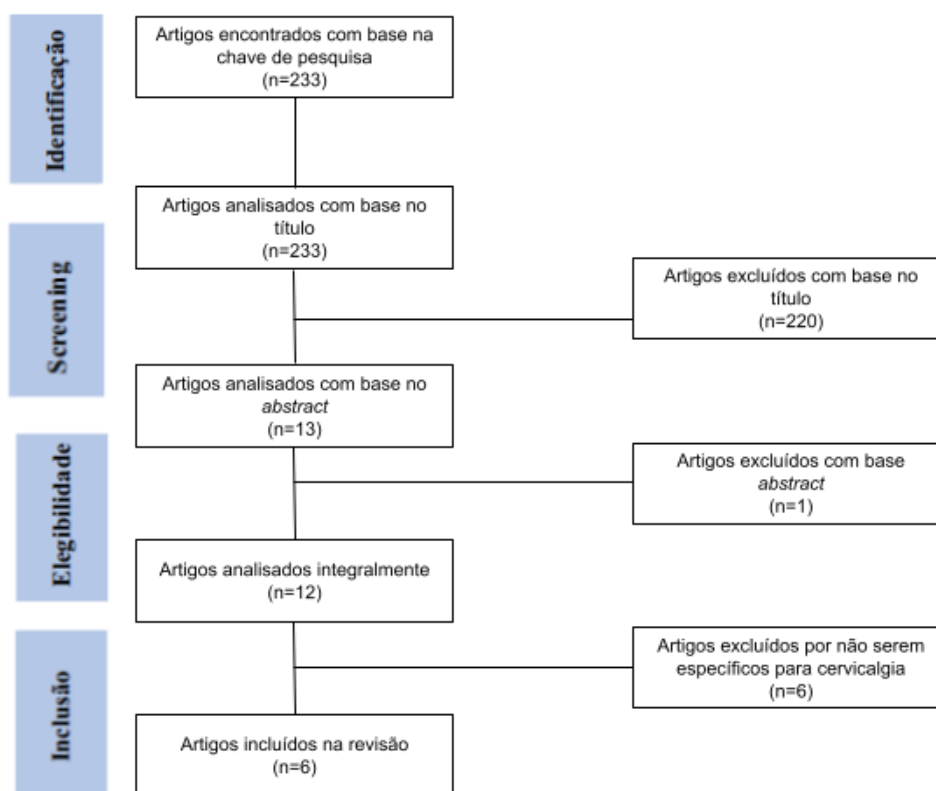 Identificação
Artigos encontrados com base na
chave de pesquisa
(n=233)
Artigos analisados com base no
título
(n=233)
Screening
Artigos excluídos com base no
título
(n=220)
Artigos analisados com base no
abstract
(n=13)
Elegibilidade
Artigos excluídos com base
abstract
(n=1)
Artigos analisados integralmente
(n=12)
Inclusão
Artigos excluídos por não serem
específicos para cervicalgia
(n=6)
Artigos incluídos na revisão
(n=6)